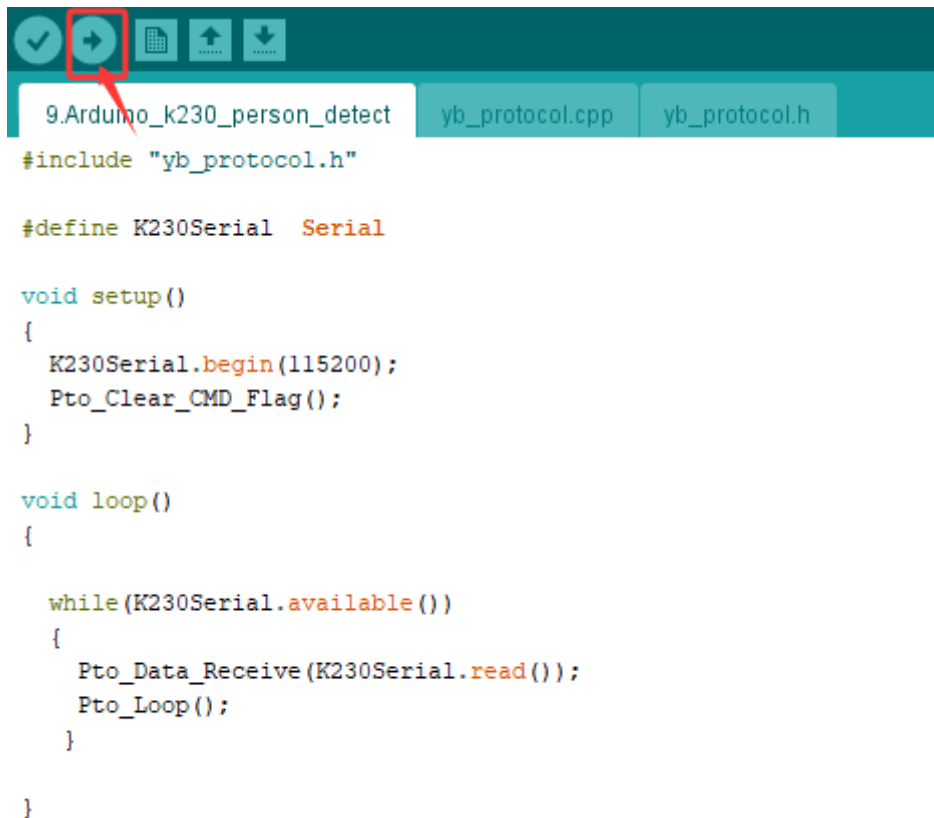 9.Arduino_k230_person_detect yb_protocol.cpp yb_protocol.h
#include "yb_protocol.h"
#define K230Serial  Serial
void setup()
{
  K230Serial.begin(115200);
  Pto_Clear_CMD_Flag();
}
void loop()
{
  while(K230Serial.available())
  {
    Pto_Data_Receive(K230Serial.read());
    Pto_Loop();
   }
}